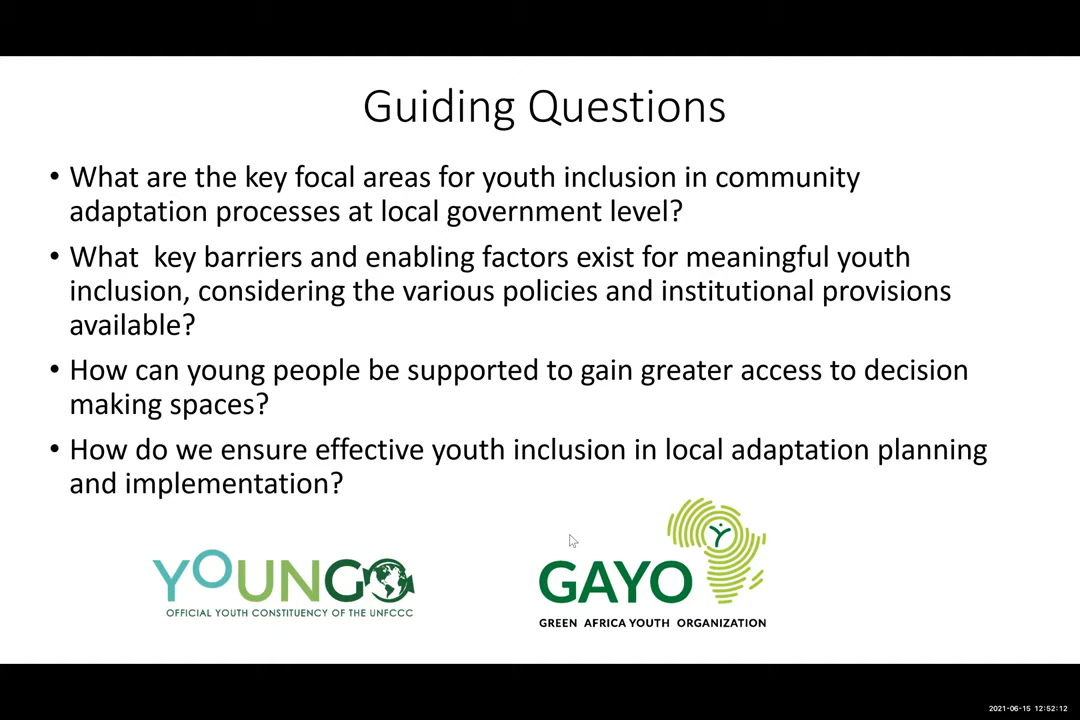 Guiding Questions
• What are the key focal areas for youth inclusion in community
adaptation processes at local government level?
• What  key barriers and enabling factors exist for meaningful youth
inclusion, considering the various policies and institutional provisions
available?
• How can young people be supported to gain greater access to decision
making spaces?
• How do we ensure effective youth inclusion in local adaptation planning
and implementation?
YOUNGO
OFFICIAL YOUTH CONSTITUENCY OF THE UNFCCC
GAYO
GREEN AFRICA YOUTH ORGANIZATION
2021-06-15 12:52:12